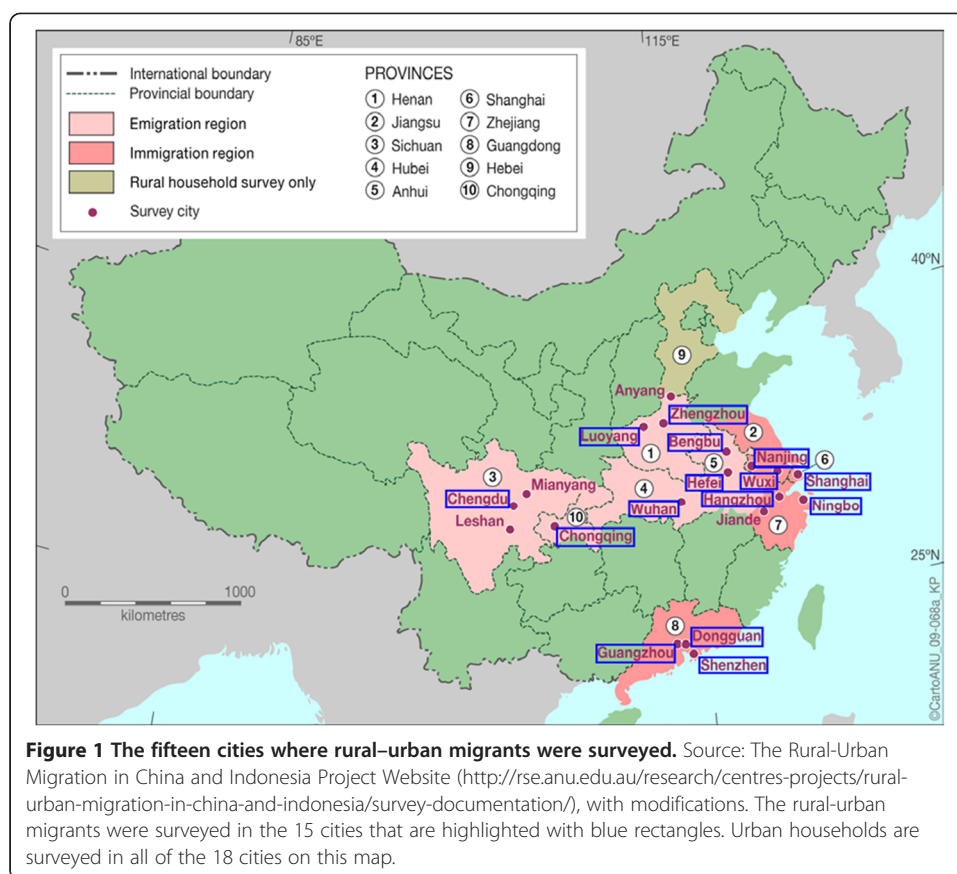 85°E
115°E
International boundary
Provincial boundary
Emigration region
Immigration region
Rural household survey only
Survey city
PROVINCES
1 Henan
2 Jiangsu
3 Sichuan
4 Hubei
5 Anhui
6 Shanghai
7 Zhejiang
8 Guangdong
9 Hebei
10 Chongqing
40°N
9
Anyang
Zhengzhou
Luoyang
2
Bengbu
1
Nanjing
6
5
3
Mianyang
Hefei
Wuxi
Shanghai
4
Chengdu
Hangzhou
Wuhan
Ningbo
10
Leshan
Jiande
7
Chongqing
25°N
0 1000
kilometres
8
Dongguan
Guangzhou
Shenzhen
©CartoANU_09-068a_KP
Figure 1 The fifteen cities where rural–urban migrants were surveyed. Source: The Rural-Urban
Migration in China and Indonesia Project Website (http://rse.anu.edu.au/research/centres-projects/rural-
urban-migration-in-china-and-indonesia/survey-documentation/), with modifications. The rural-urban
migrants were surveyed in the 15 cities that are highlighted with blue rectangles. Urban households are
surveyed in all of the 18 cities on this map.